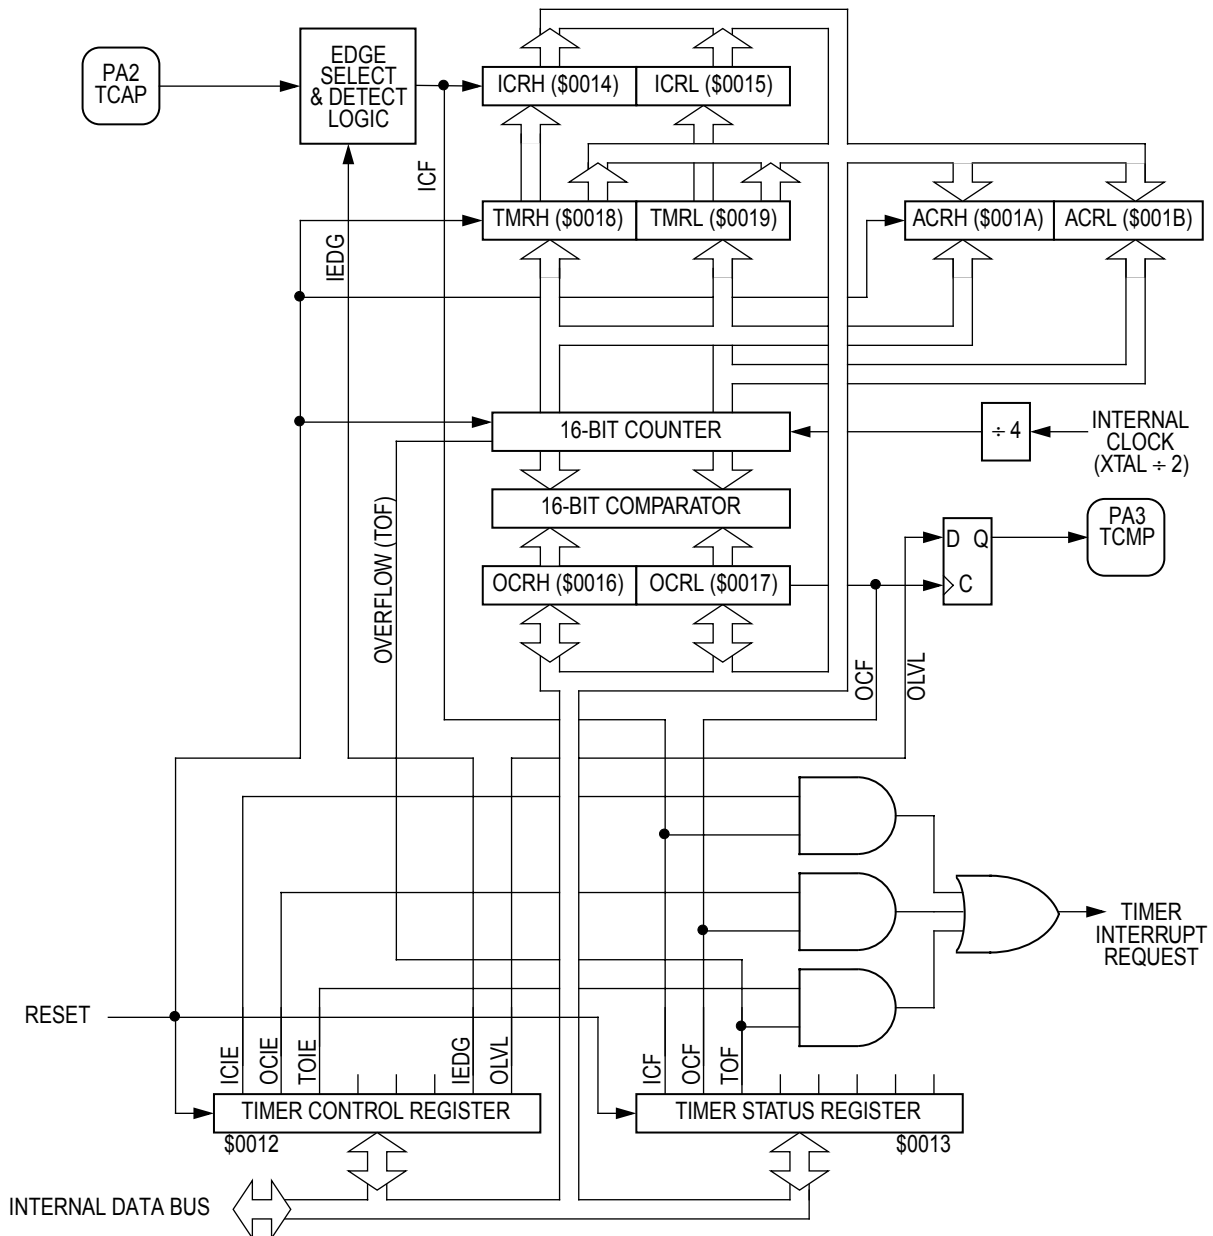 PA2
TCAP
EDGE
SELECT
& DETECT
LOGIC
ICRH ($0014)
ICRL ($0015)
ICF
TMRH ($0018)
TMRL ($0019)
ACRH ($001A)
ACRL ($001B)
IEDG
16-BIT COUNTER
÷ 4
INTERNAL
CLOCK
(XTAL ÷ 2)
OVERFLOW (TOF)
16-BIT COMPARATOR
D Q
C
PA3
TCMP
OCRH ($0016)
OCRL ($0017)
OCF
OLVL
TIMER
INTERRUPT
REQUEST
RESET
ICIE
OCIE
TOIE
IEDG
OLVL
ICF
OCF
TOF
TIMER CONTROL REGISTER
$0012
TIMER STATUS REGISTER
$0013
INTERNAL DATA BUS